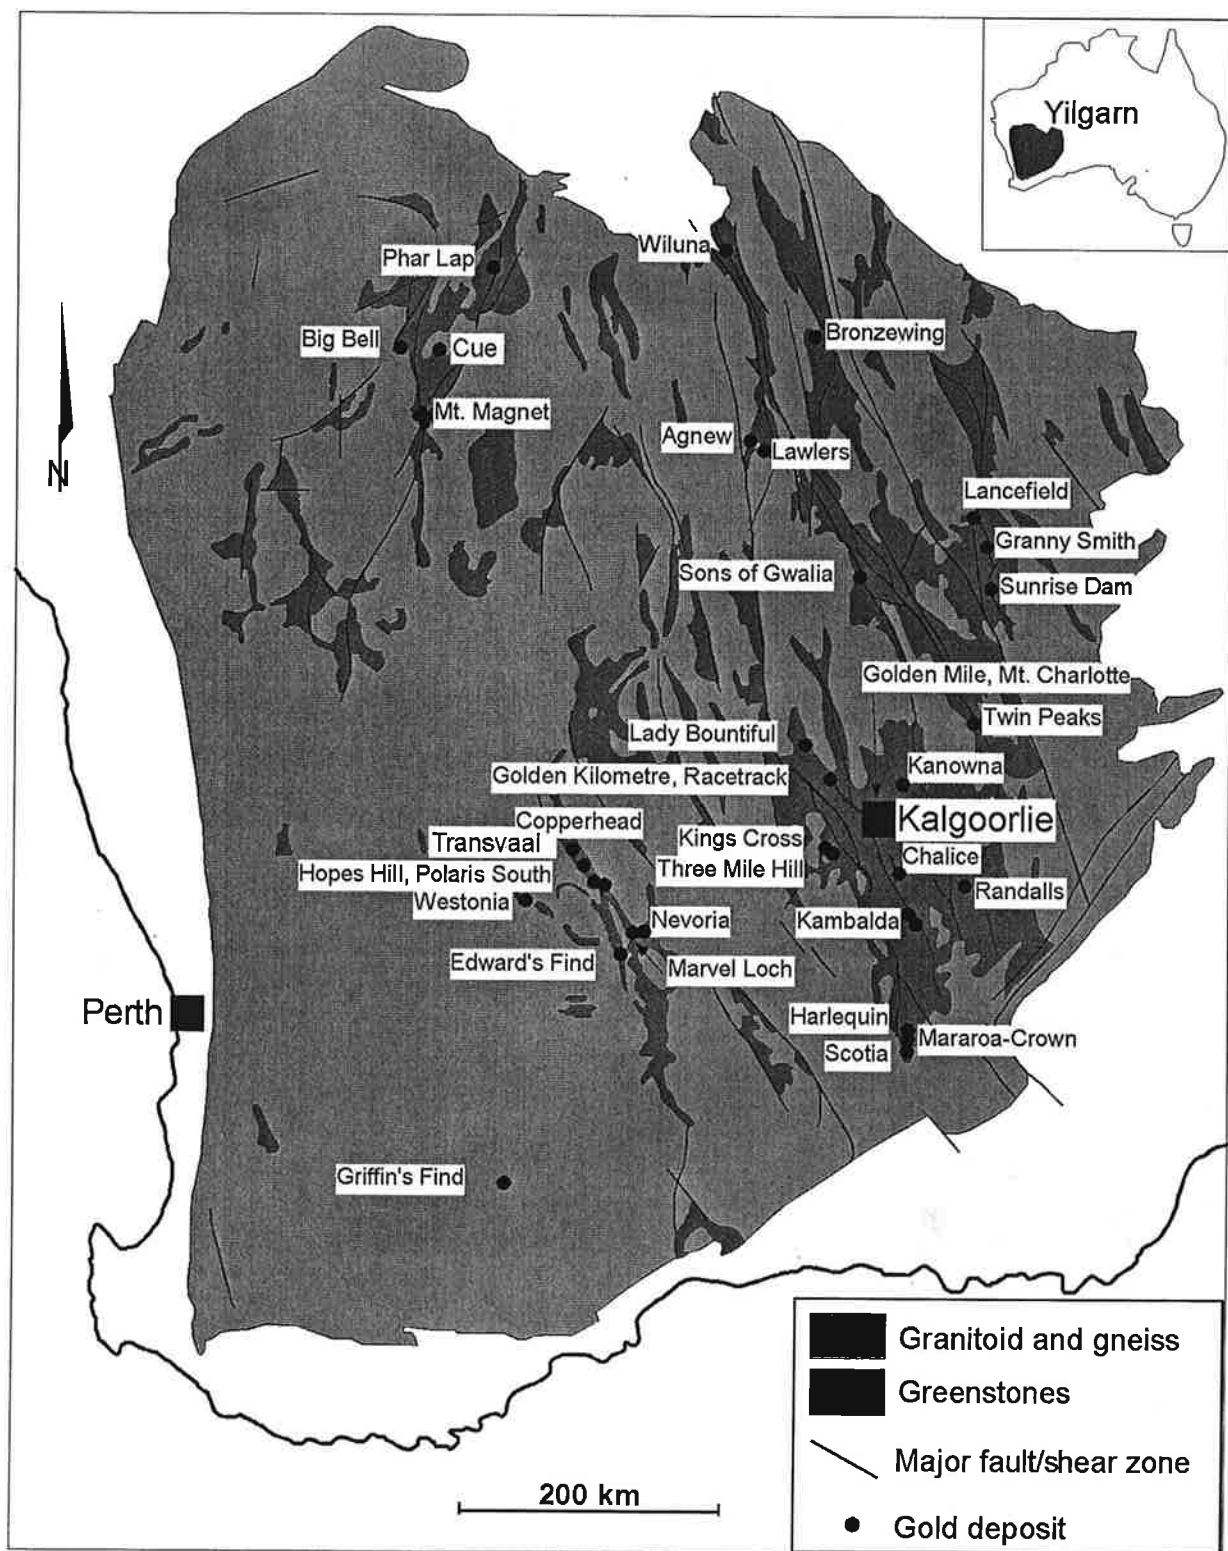 Yilgarn
Wiluna
Phar Lap
Bronzewing
Big Bell
Cue
Mt. Magnet
Agnew
Lawlers
N
Lancefield
Granny Smith
Sons of Gwalia
Sunrise Dam
Golden Mile, Mt. Charlotte
Twin Peaks
Lady Bountiful
Golden Kilometre, Racetrack
Kanowna
Copperhead
Kalgoorlie
Transvaal
Kings Cross
Chalice
Hopes Hill, Polaris South
Three Mile Hill
Randalls
Westonia
Nevoria
Kambalda
Edward's Find
Marvel Loch
Perth
Harlequin
Mararoa-Crown
Scotia
Griffin's Find
Granitoid and gneiss
Greenstones
Major fault/shear zone
200 km
Gold deposit